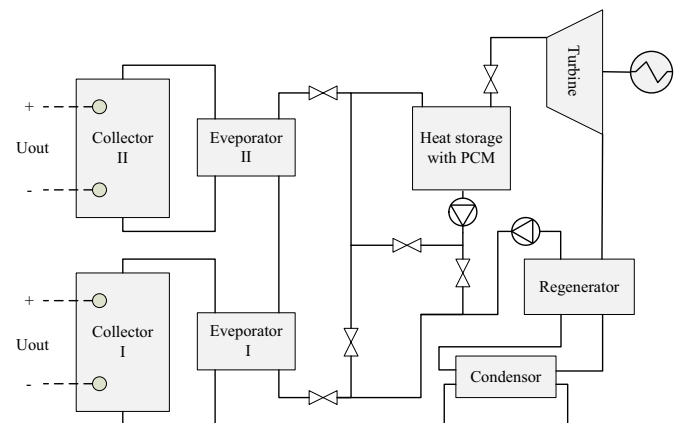 Turbine
+
Uout
-
Collector
II
Eveporator
II
Heat storage
with PCM
+
Uout
-
Collector
I
Eveporator
I
Regenerator
Condensor